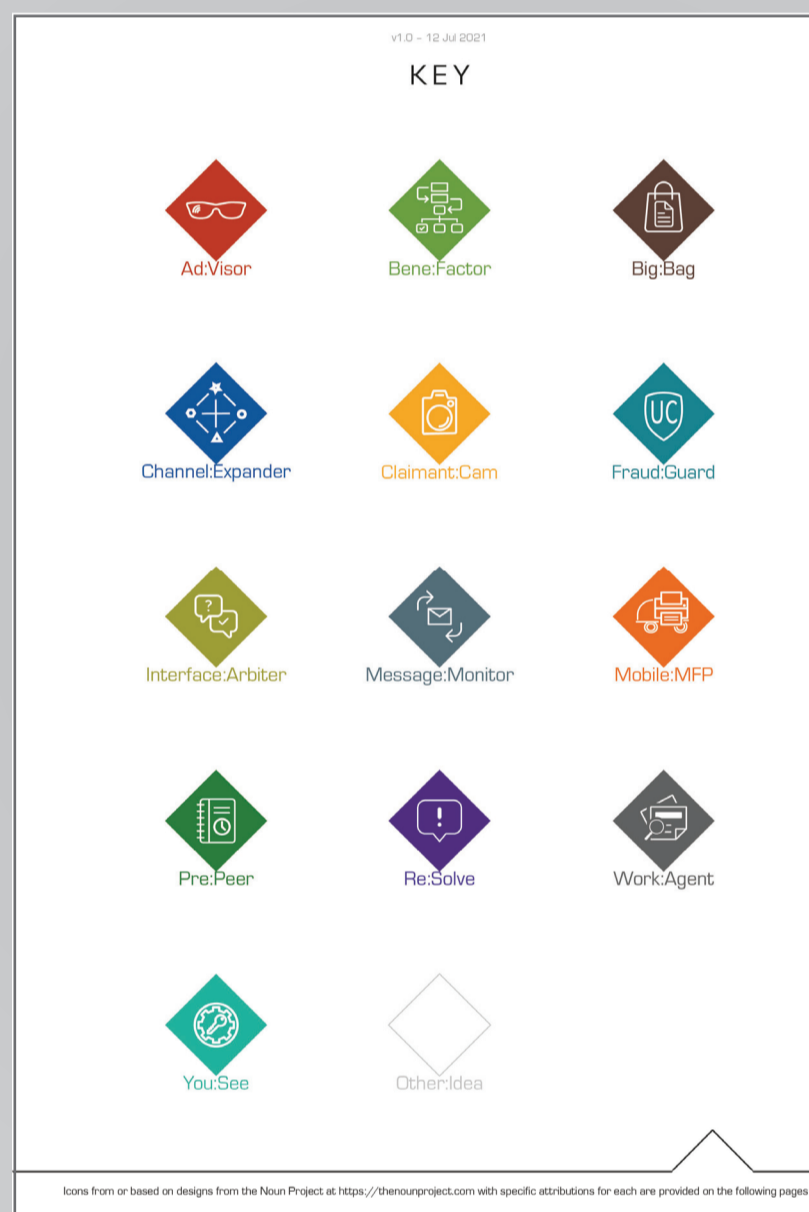 v1.0 – 12 Jul 2021
KEY
Ad:Visor
Bene:Factor
Big:Bag
Channel:Expander
Claimant:Cam
UC
Fraud:Guard
?
Interface:Arbiter
Message:Monitor
Mobile:MFP
Pre:Peer
!
Re:Solve
Work:Agent
You:See
Other:Idea
Icons from or based on designs from the Noun Project at https://thenounproject.com with specific attributions for each are provided on the following pages